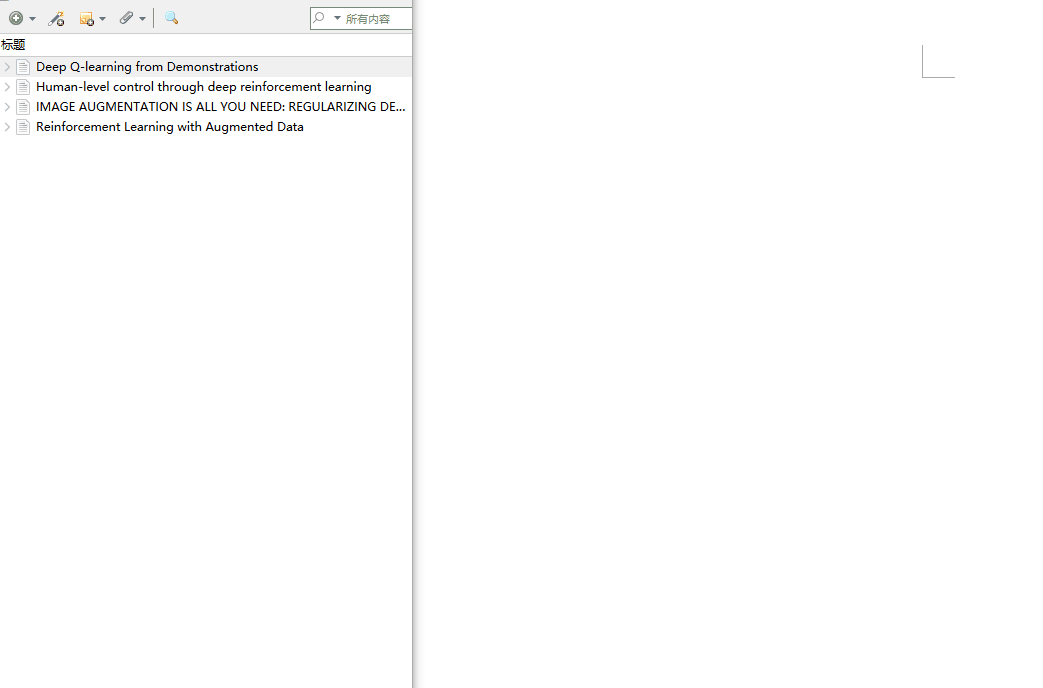 所有内容
标题
Deep Q-learning from Demonstrations
Human-level control through deep reinforcement learning
IMAGE AUGMENTATION IS ALL YOU NEED: REGULARIZING DE...
Reinforcement Learning with Augmented Data